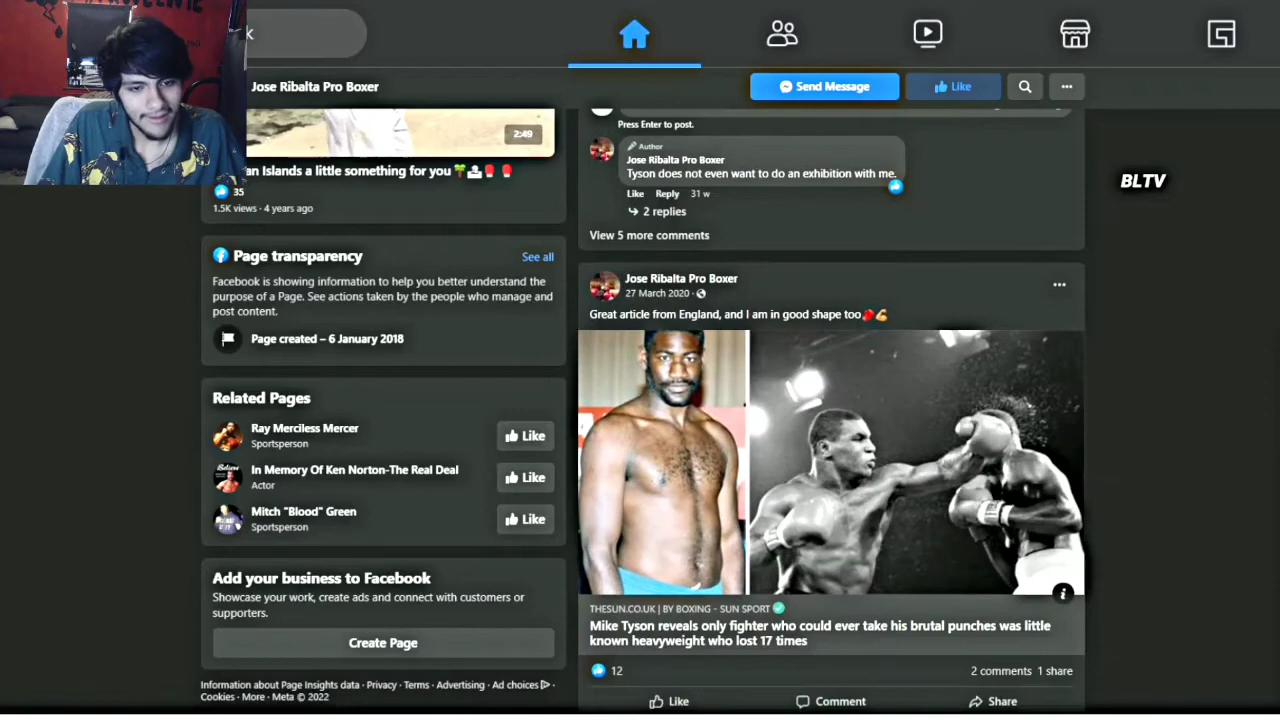 k
Jose Ribalta Pro Boxer
Send Message
Like
2:49
an Islands a little something for you🌴🏝🥊🥊
35
1.5K views · 4 years ago
Page transparency
See all
Facebook is showing information to help you better understand the
purpose of a Page. See actions taken by the people who manage and
post content.
Page created – 6 January 2018
Related Pages
Ray Merciless Mercer
Sportsperson
Like
In Memory Of Ken Norton-The Real Deal
Actor
Like
Mitch "Blood" Green
Sportsperson
Like
Add your business to Facebook
Showcase your work, create ads and connect with customers or
supporters.
Create Page
Information about Page Insights data · Privacy · Terms · Advertising · Ad choices ·
Cookies · More · Meta © 2022
Press Enter to post.
Author
Jose Ribalta Pro Boxer
Tyson does not even want to do an exhibition with me.
Like Reply 31 w
2 replies
View 5 more comments
Jose Ribalta Pro Boxer
27 March 2020 ·
Great article from England, and I am in good shape too🥊💪
THESUN.CO.UK | BY BOXING - SUN SPORT
Mike Tyson reveals only fighter who could ever take his brutal punches was little
known heavyweight who lost 17 times
12
2 comments 1 share
Like
Comment
Share
BLTV